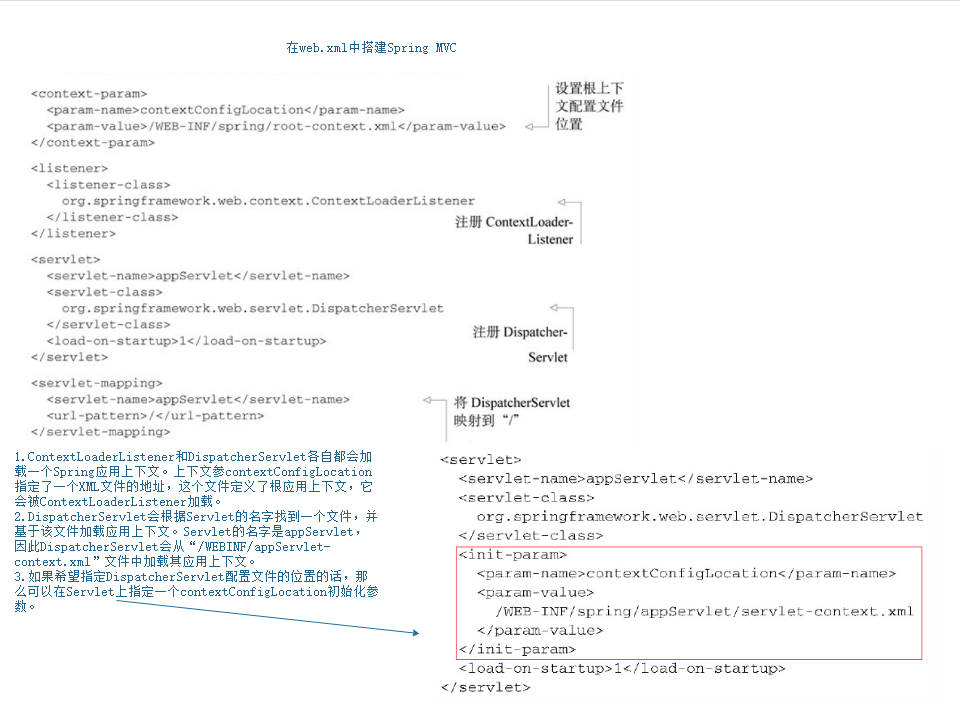 在web.xml中搭建Spring MVC
<context-param>
<param-name>contextConfigLocation</param-name>
<param-value>/WEB-INF/spring/root-context.xml</param-value>
</context-param>
设置根上下
文配置文件
位置
<listener>
<listener-class>
org.springframework.web.context.ContextLoaderListener
</listener-class>
</listener>
注册 ContextLoader-
Listener
<servlet>
<servlet-name>appServlet</servlet-name>
<servlet-class>
org.springframework.web.servlet.DispatcherServlet
</servlet-class>
<load-on-startup>1</load-on-startup>
</servlet>
注册 Dispatcher-
Servlet
<servlet-mapping>
<servlet-name>appServlet</servlet-name>
<url-pattern>/</url-pattern>
</servlet-mapping>
将 DispatcherServlet
映射到“/”
1.ContextLoaderListener和DispatcherServlet各自都会加
载一个Spring应用上下文。上下文参contextConfigLocation
指定了一个XML文件的地址，这个文件定义了根应用上下文，它
会被ContextLoaderListener加载。
2.DispatcherServlet会根据Servlet的名字找到一个文件，并
基于该文件加载应用上下文。Servlet的名字是appServlet，
因此DispatcherServlet会从“/WEBINF/appServlet-
context.xml”文件中加载其应用上下文。
3.如果希望指定DispatcherServlet配置文件的位置的话，那
么可以在Servlet上指定一个contextConfigLocation初始化参
数。
<servlet>
<servlet-name>appServlet</servlet-name>
<servlet-class>
org.springframework.web.servlet.DispatcherServlet
</servlet-class>
<init-param>
<param-name>contextConfigLocation</param-name>
<param-value>
/WEB-INF/spring/appServlet/servlet-context.xml
</param-value>
</init-param>
<load-on-startup>1</load-on-startup>
</servlet>